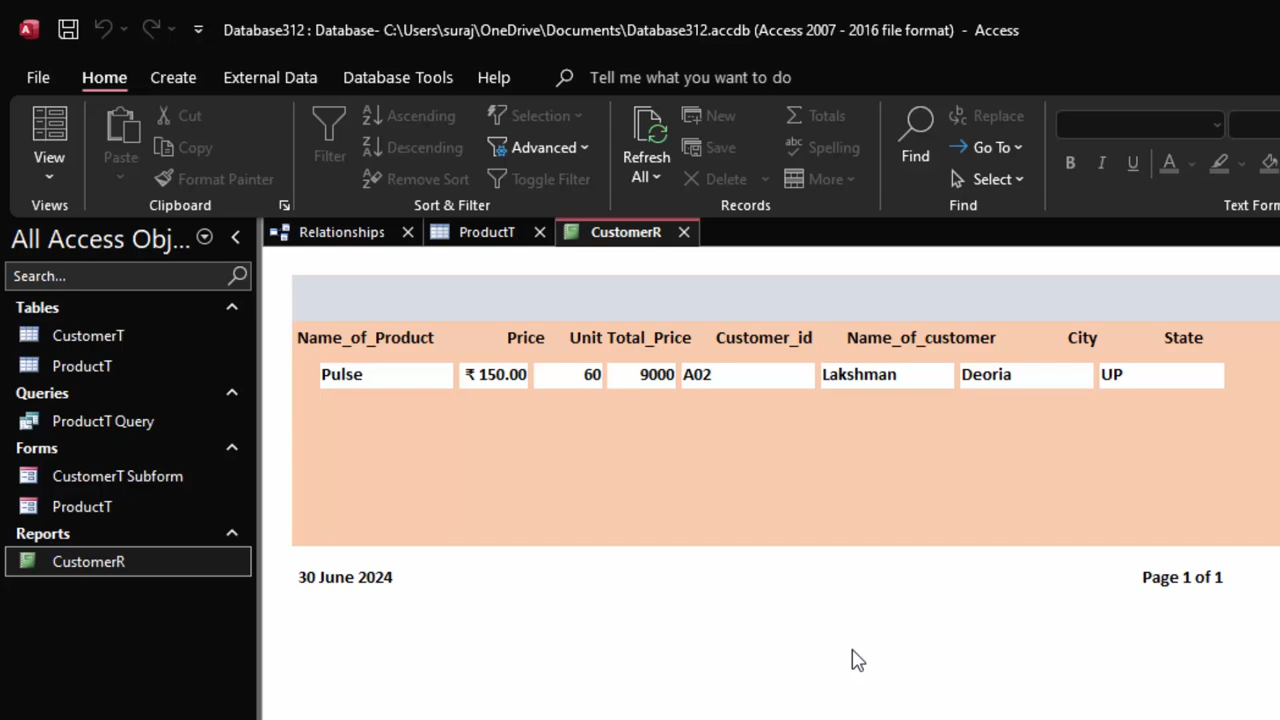 Database312 : Database- C:\Users\suraj\OneDrive\Documents\Database312.accdb (Access 2007 - 2016 file format) - Access
File Home Create External Data Database Tools Help Tell me what you want to do
View
Views
Paste
Cut
Copy
Format Painter
Clipboard
Filter
Ascending
Descending
Remove Sort
Selection
Advanced
Toggle Filter
Sort & Filter
Refresh
All
New
Save
Delete
Totals
Spelling
More
Records
Find
Replace
Go To
Select
Find
B I U A
Text Form
All Access Obj...
Search...
Tables
CustomerT
ProductT
Queries
ProductT Query
Forms
CustomerT Subform
ProductT
Reports
CustomerR
Relationships ProductT CustomerR
Name_of_Product Price Unit Total_Price Customer_id Name_of_customer City State
Pulse ₹ 150.00 60 9000 A02 Lakshman Deoria UP
30 June 2024 Page 1 of 1